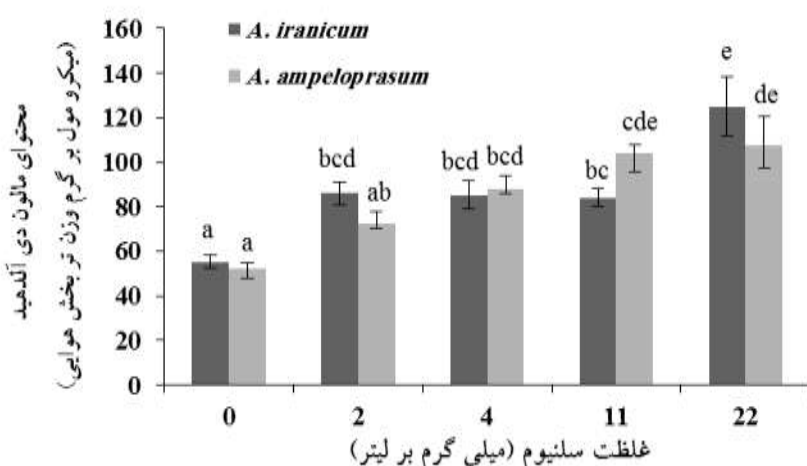 160
140
120
100
80
60
40
20
0
محتوای مالون دی آلدهید
(میکرو مول بر گرم وزن تر بخش هوایی)
A. iranicum
A. ampeloprasum
a
a
bcd
ab
bcd
bcd
bc
cde
e
de
0 2 4 11 22
غلظت سلنیوم (میلی گرم بر لیتر)